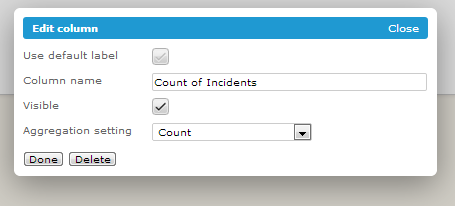 Edit column Close
Use default label
Column name Count of Incidents
Visible
Aggregation setting Count
Done Delete